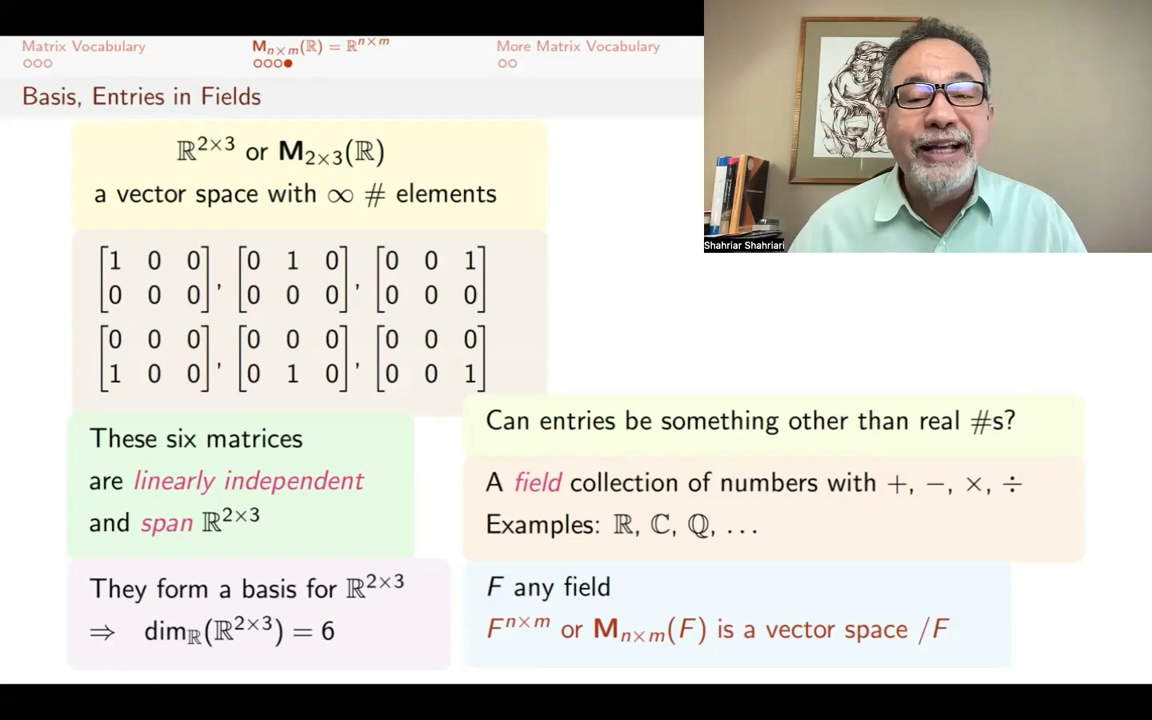 Matrix Vocabulary
M_{n×m}(ℝ) = ℝ^{n×m}
More Matrix Vocabulary
Basis, Entries in Fields
ℝ^{2×3} or M_{2×3}(ℝ)
a vector space with ∞ # elements
[1 0 0; 0 0 0], [0 1 0; 0 0 0], [0 0 1; 0 0 0]
[0 0 0; 1 0 0], [0 0 0; 0 1 0], [0 0 0; 0 0 1]
These six matrices
are linearly independent
and span ℝ^{2×3}
They form a basis for ℝ^{2×3}
⇒ dim_ℝ(ℝ^{2×3}) = 6
Can entries be something other than real #s?
A field collection of numbers with +, −, ×, ÷
Examples: ℝ, ℂ, ℚ, ...
F any field
F^{n×m} or M_{n×m}(F) is a vector space /F
Shahriar Shahriari